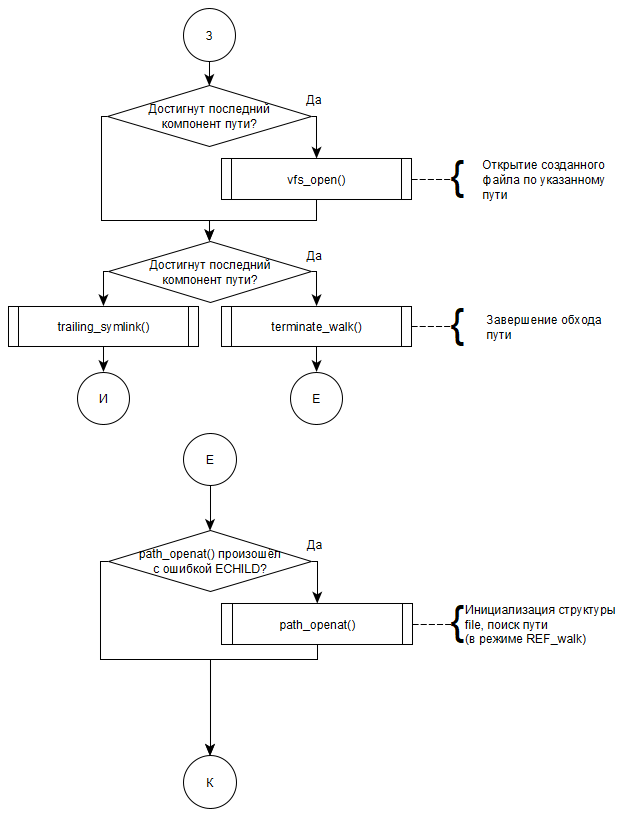 З
Достигнут последний
компонент пути?
Да
vfs_open()
Открытие созданного
файла по указанному
пути
Достигнут последний
компонент пути?
Да
trailing_symlink()
terminate_walk()
Завершение обхода
пути
И
Е
Е
path_openat() произошел
с ошибкой ECHILD?
Да
path_openat()
Инициализация структуры
file, поиск пути
(в режиме REF_walk)
К